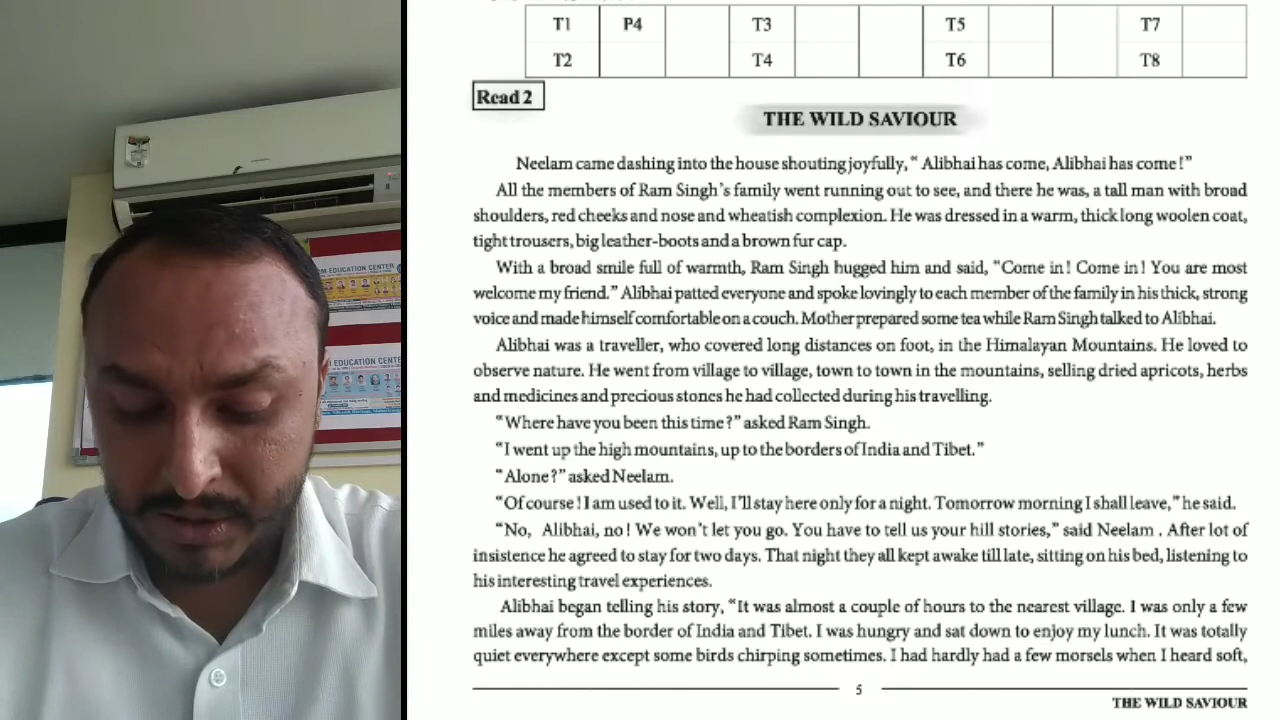 T1 P4 T3 T5 T7
T2 T4 T6 T8
Read 2
THE WILD SAVIOUR
Neelam came dashing into the house shouting joyfully, “ Alibhai has come, Alibhai has come !”
All the members of Ram Singh’s family went running out to see, and there he was, a tall man with broad
shoulders, red cheeks and nose and wheatish complexion. He was dressed in a warm, thick long woolen coat,
tight trousers, big leather-boots and a brown fur cap.
With a broad smile full of warmth, Ram Singh hugged him and said, “Come in ! Come in ! You are most
welcome my friend.” Alibhai patted everyone and spoke lovingly to each member of the family in his thick, strong
voice and made himself comfortable on a couch. Mother prepared some tea while Ram Singh talked to Alibhai.
Alibhai was a traveller, who covered long distances on foot, in the Himalayan Mountains. He loved to
observe nature. He went from village to village, town to town in the mountains, selling dried apricots, herbs
and medicines and precious stones he had collected during his travelling.
“Where have you been this time ?” asked Ram Singh.
“I went up the high mountains, up to the borders of India and Tibet.”
“Alone ?” asked Neelam.
“Of course ! I am used to it. Well, I’ll stay here only for a night. Tomorrow morning I shall leave,” he said.
“No, Alibhai, no ! We won’t let you go. You have to tell us your hill stories,” said Neelam . After lot of
insistence he agreed to stay for two days. That night they all kept awake till late, sitting on his bed, listening to
his interesting travel experiences.
Alibhai began telling his story, “It was almost a couple of hours to the nearest village. I was only a few
miles away from the border of India and Tibet. I was hungry and sat down to enjoy my lunch. It was totally
quiet everywhere except some birds chirping sometimes. I had hardly had a few morsels when I heard soft,
5
THE WILD SAVIOUR
EDUCATION CENTER
EDUCATION CENTE